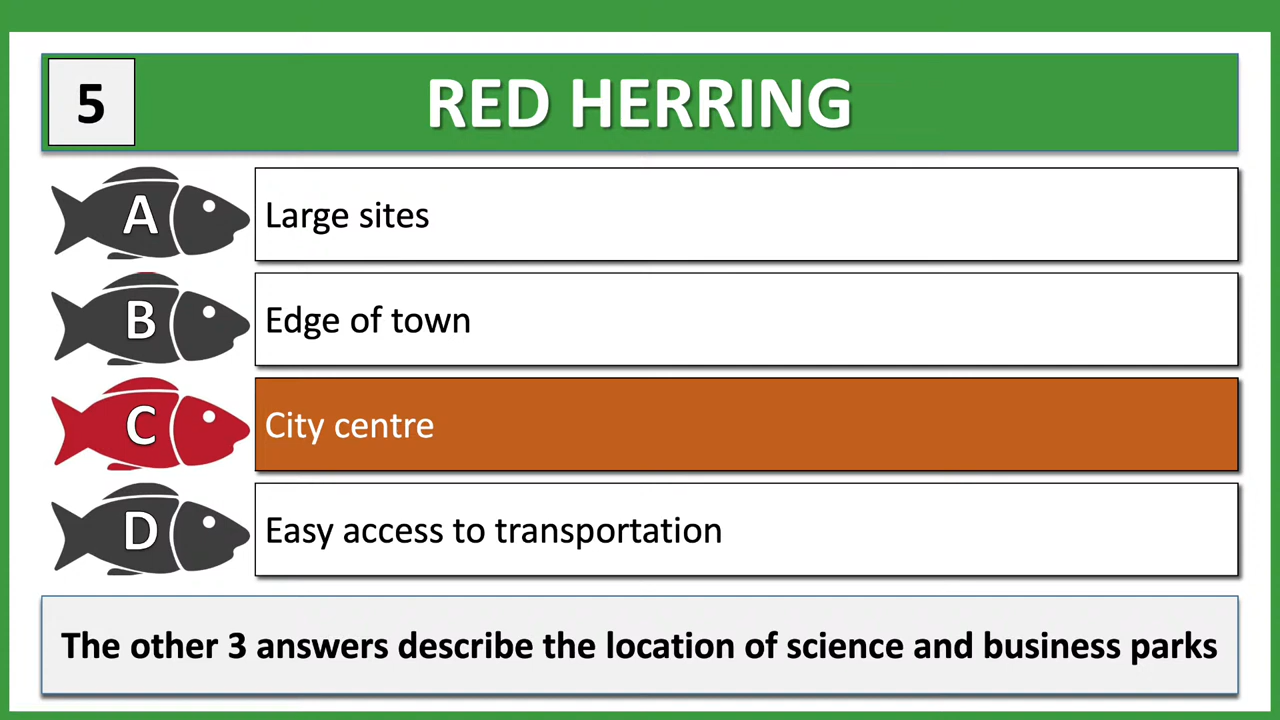 5
RED HERRING
A
Large sites
B
Edge of town
C
City centre
D
Easy access to transportation
The other 3 answers describe the location of science and business parks